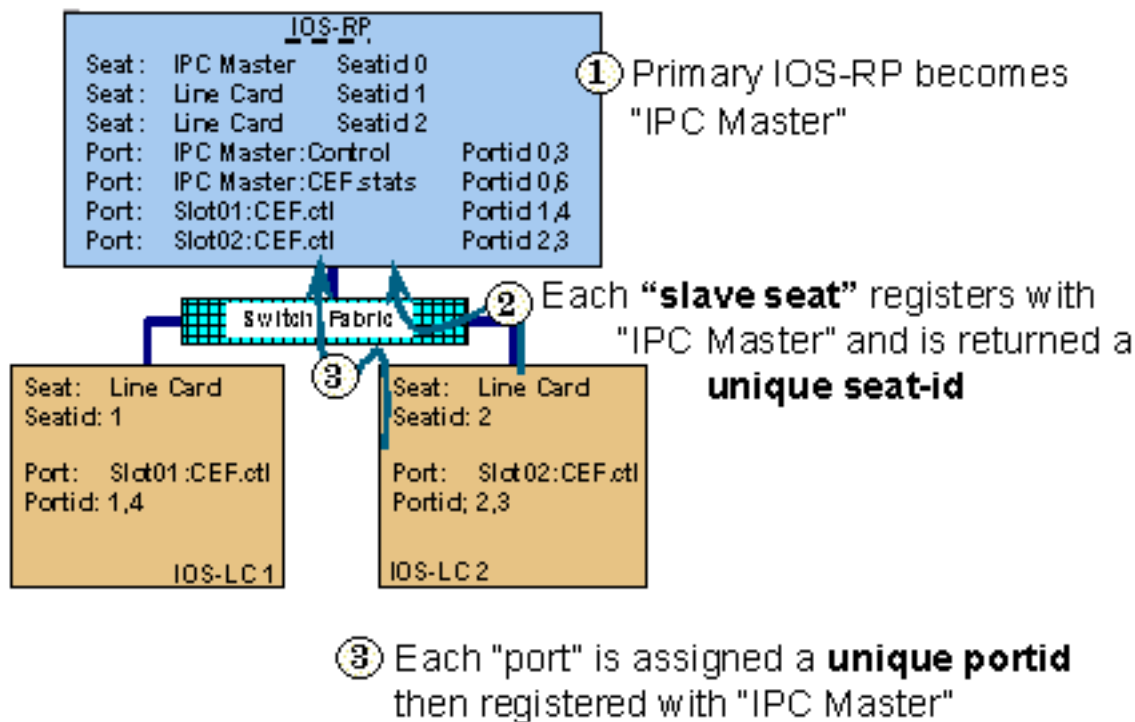 IOS-RP
Seat: IPC Master Seatid 0
Seat: Line Card Seatid 1
Seat: Line Card Seatid 2
Port: IPC Master:Control Portid 0,3
Port: IPC Master:CEF.stats Portid 0,6
Port: Slot01:CEF.ctl Portid 1,4
Port: Slot02:CEF.ctl Portid 2,3
1 Primary IOS-RP becomes
"IPC Master"
Switch Fabric
2 Each “slave seat” registers with
"IPC Master" and is returned a
unique seat-id
3
Seat: Line Card
Seatid: 1
Port: Slot01:CEF.ctl
Portid: 1,4
IOS-LC 1
Seat: Line Card
Seatid: 2
Port: Slot02:CEF.ctl
Portid; 2,3
IOS-LC 2
3 Each "port" is assigned a unique portid
then registered with "IPC Master"